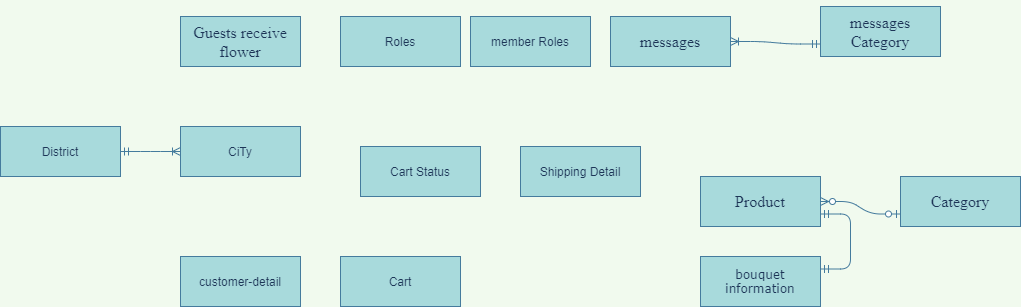 Guests receive
flower
Roles
member Roles
messages
messages
Category
District
CiTy
Cart Status
Shipping Detail
Product
Category
customer-detail
Cart
bouquet
information